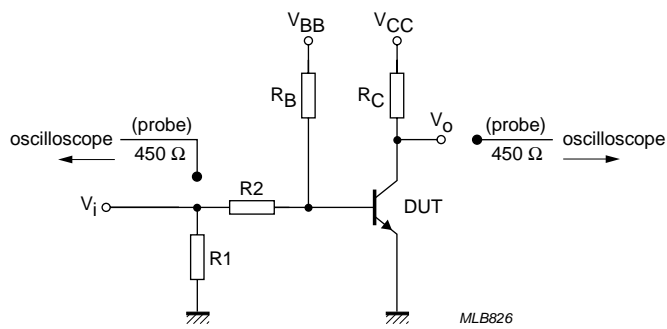 VBB VCC
RB RC
(probe) Vo (probe)
oscilloscope oscilloscope
450 Ω 450 Ω
R2
Vi DUT
R1
MLB826